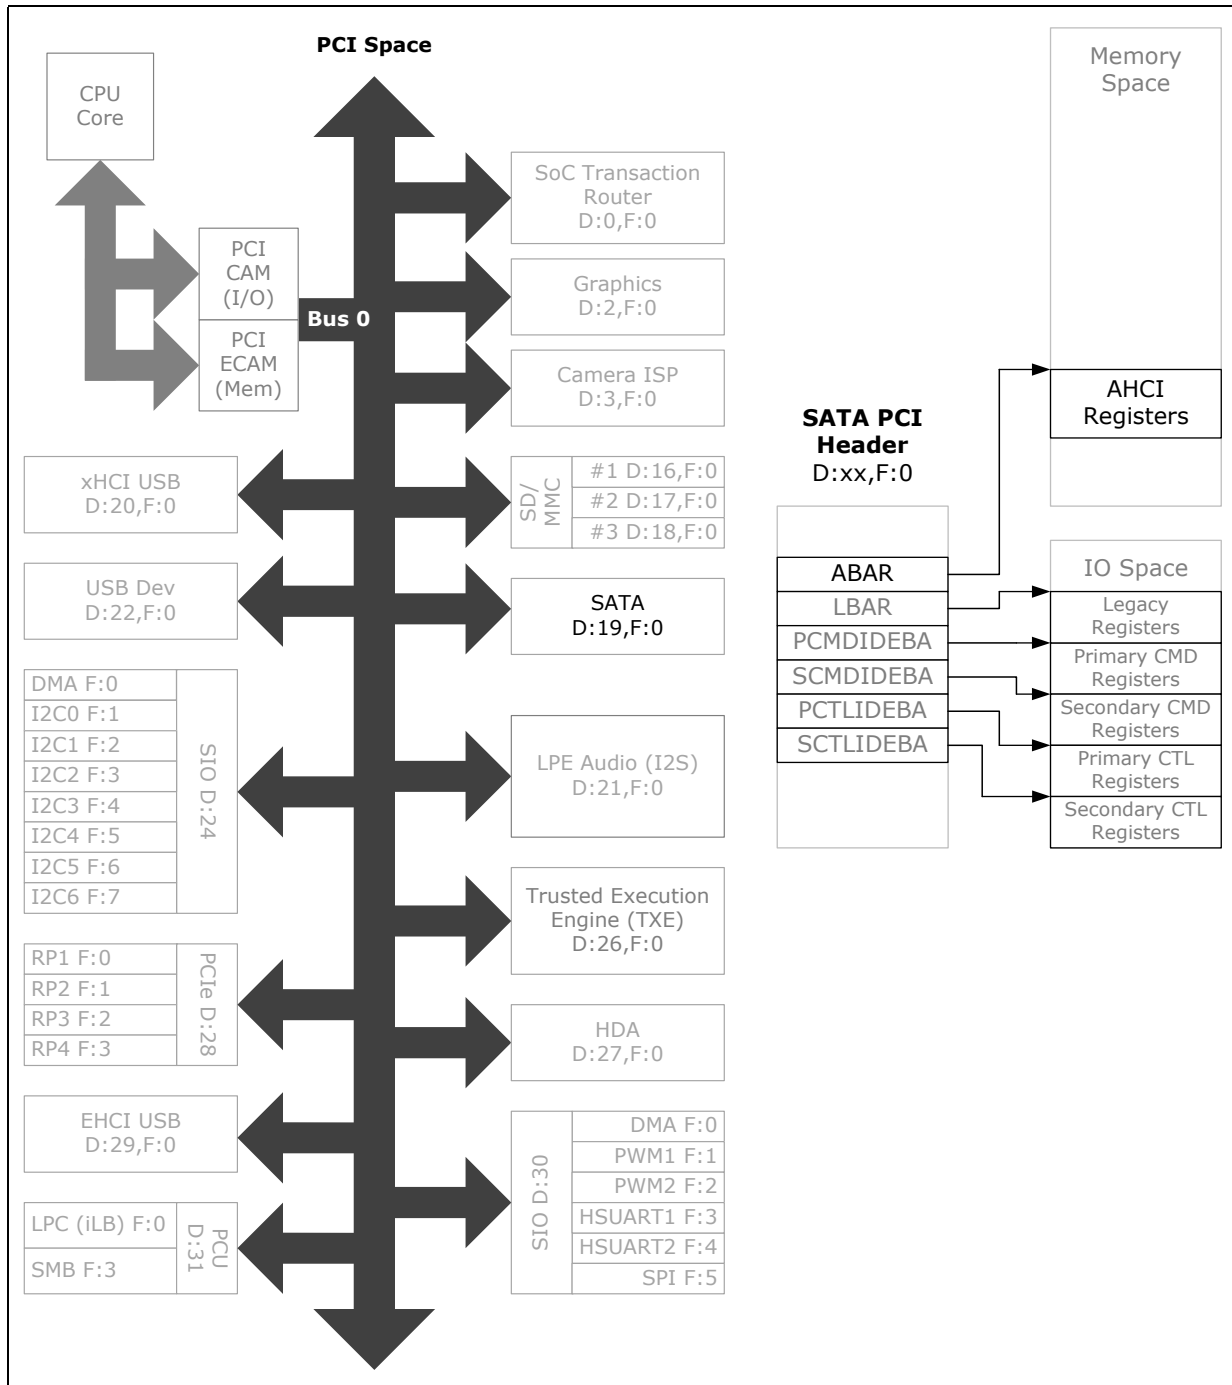 PCI Space
CPU
Core
PCI
CAM
(I/O)
PCI
ECAM
(Mem)
Bus 0
SoC Transaction
Router
D:0,F:0
Graphics
D:2,F:0
Camera ISP
D:3,F:0
xHCI USB
D:20,F:0
SD/
MMC
#1 D:16,F:0
#2 D:17,F:0
#3 D:18,F:0
USB Dev
D:22,F:0
SATA
D:19,F:0
DMA F:0
I2C0 F:1
I2C1 F:2
I2C2 F:3
I2C3 F:4
I2C4 F:5
I2C5 F:6
I2C6 F:7
SIO D:24
LPE Audio (I2S)
D:21,F:0
Trusted Execution
Engine (TXE)
D:26,F:0
RP1 F:0
RP2 F:1
RP3 F:2
RP4 F:3
PCIe D:28
HDA
D:27,F:0
EHCI USB
D:29,F:0
SIO D:30
DMA F:0
PWM1 F:1
PWM2 F:2
HSUART1 F:3
HSUART2 F:4
SPI F:5
LPC (iLB) F:0
SMB F:3
PCU
D:31
SATA PCI
Header
D:xx,F:0
ABAR
LBAR
PCMDIDEBA
SCMDIDEBA
PCTLIDEBA
SCTLIDEBA
Memory
Space
AHCI
Registers
IO Space
Legacy
Registers
Primary CMD
Registers
Secondary CMD
Registers
Primary CTL
Registers
Secondary CTL
Registers